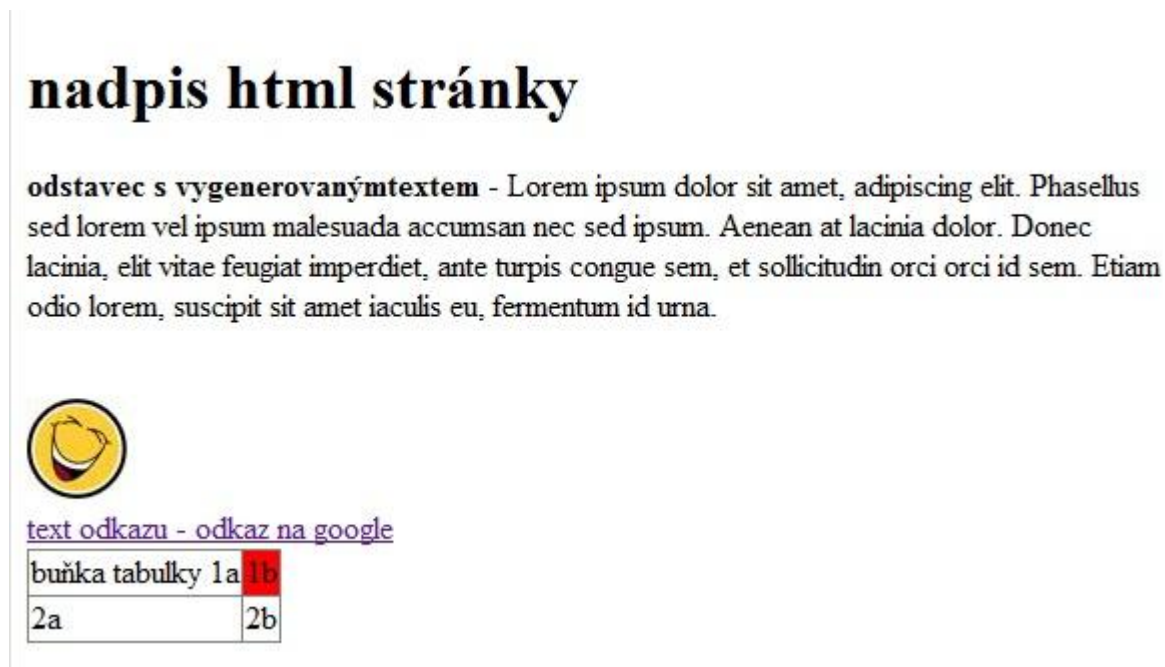 nadpis html stránky
odstavec s vygenerovanýmtextem - Lorem ipsum dolor sit amet, adipiscing elit. Phasellus
sed lorem vel ipsum malesuada accumsan nec sed ipsum. Aenean at lacinia dolor. Donec
lacinia, elit vitae feugiat imperdiet, ante turpis congue sem, et sollicitudin orci orci id sem. Etiam
odio lorem, suscipit sit amet iaculis eu, fermentum id urna.
text odkazu - odkaz na google
buňka tabulky 1a 1b
2a 2b